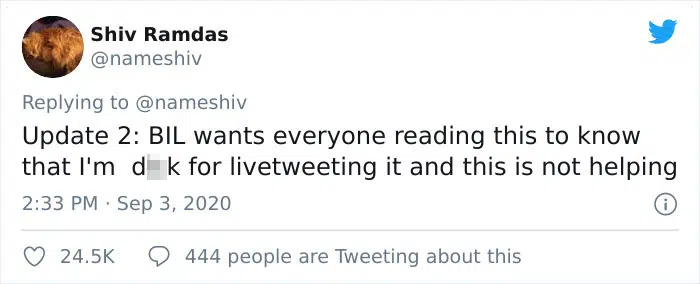 Shiv Ramdas
@nameshiv
Replying to @nameshiv
Update 2: BIL wants everyone reading this to know
that I'm d k for livetweeting it and this is not helping
2:33 PM · Sep 3, 2020
24.5K
444 people are Tweeting about this